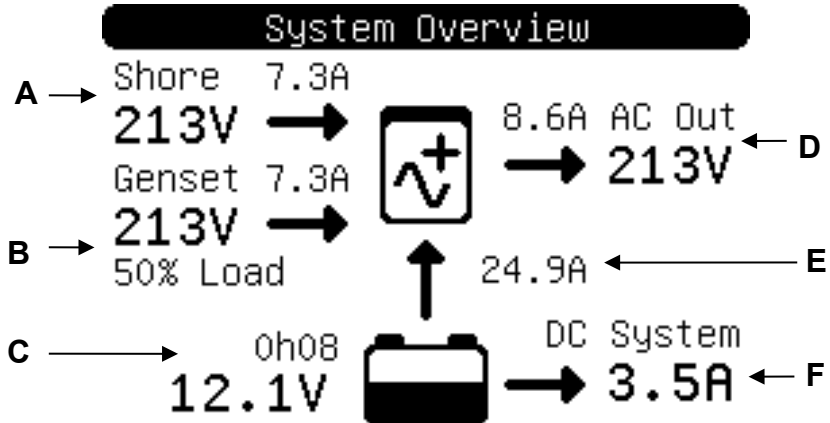 System Overview
A
Shore 7.3A
213V
8.6A AC Out
213V
D
Genset 7.3A
213V
B
50% Load
24.9A
E
C
0h08
12.1V
DC System
3.5A
F